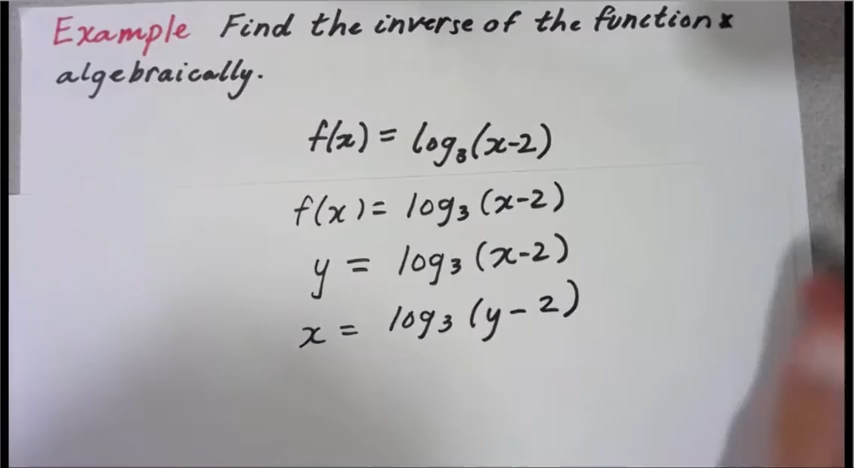 Example Find the inverse of the function
algebraically.
f(x) = log₃(x-2)
f(x) = log₃(x-2)
y = log₃(x-2)
x = log₃(y-2)